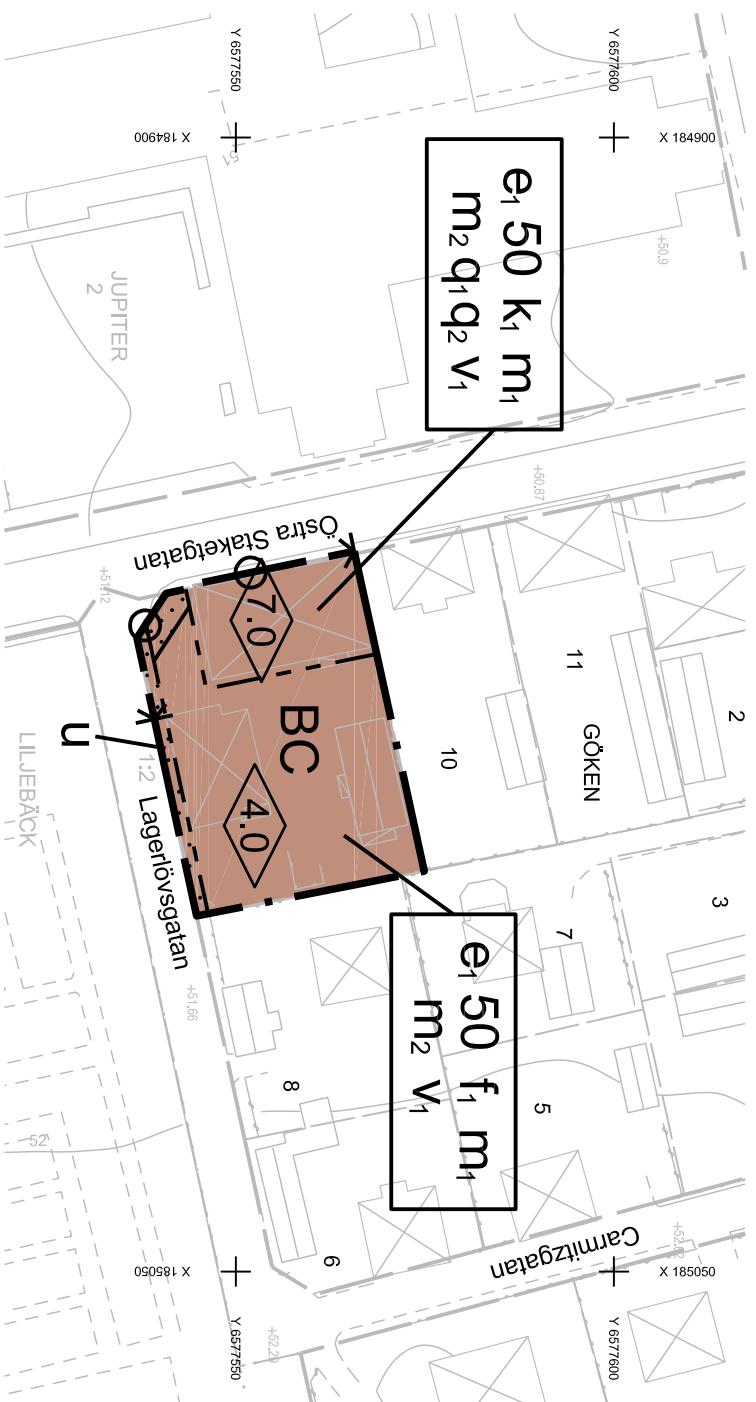 Y 6577550
Y 6577600
X 184900
X 184900
51
+50.9
e₁ 50 k₁ m₁
m₂ q₁ q₂ v₁
JUPITER
2
+50.87
Östra Staketgatan
+51.12
7.0
11
2
GÖKEN
BC
10
u
1:2
LILJEBÄCK
Lagerlövsgatan
4.0
3
7
e₁ 50 f₁ m₁
m₂ v₁
+51.66
8
5
52
6
Carmitzgatan
X 185050
X 185050
Y 6577550
Y 6577600